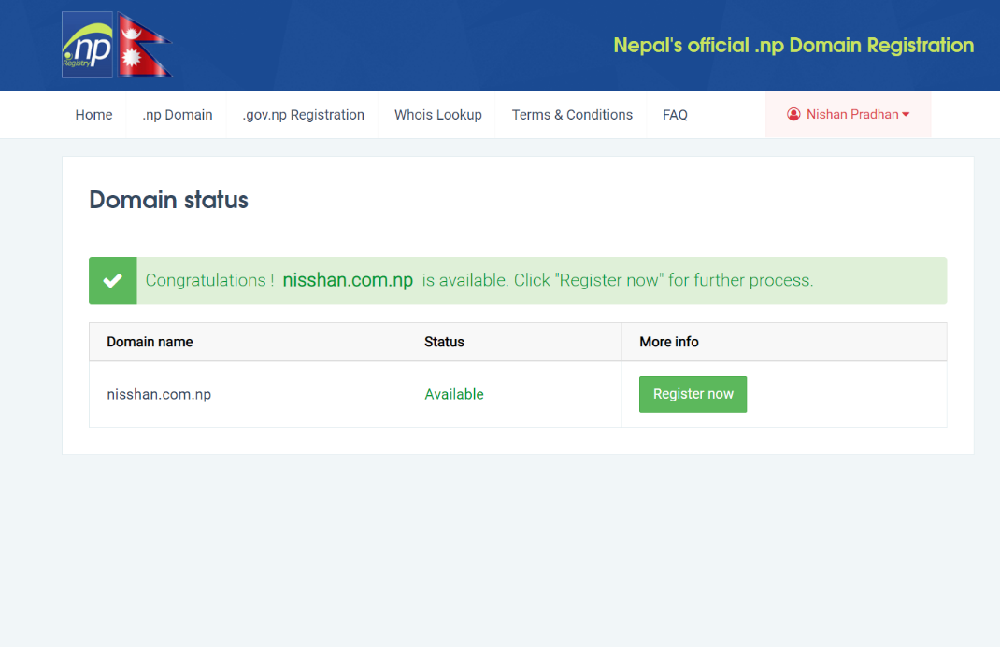 .np
Registry
Nepal's official .np Domain Registration
Home .np Domain .gov.np Registration Whois Lookup Terms & Conditions FAQ Nishan Pradhan
Domain status
Congratulations ! nisshan.com.np is available. Click "Register now" for further process.
Domain name Status More info
nisshan.com.np Available Register now